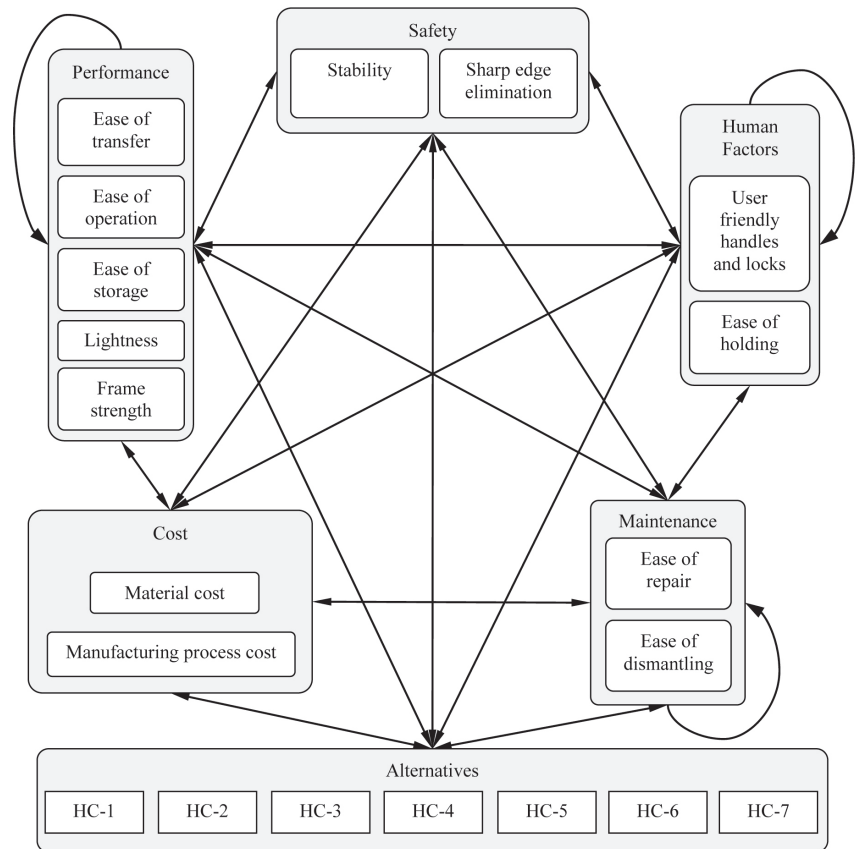 Safety
Stability
Sharp edge
elimination
Performance
Ease of
transfer
Ease of
operation
Ease of
storage
Lightness
Frame
strength
Human
Factors
User
friendly
handles
and locks
Ease of
holding
Cost
Material cost
Manufacturing process cost
Maintenance
Ease of
repair
Ease of
dismantling
Alternatives
HC-1
HC-2
HC-3
HC-4
HC-5
HC-6
HC-7